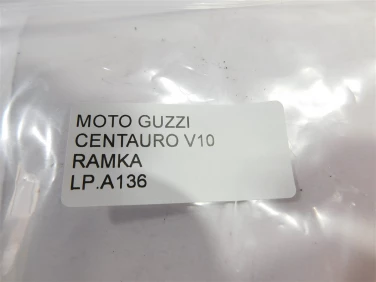 MOTO GUZZI
CENTAURO V10
RAMKA
LP.A136